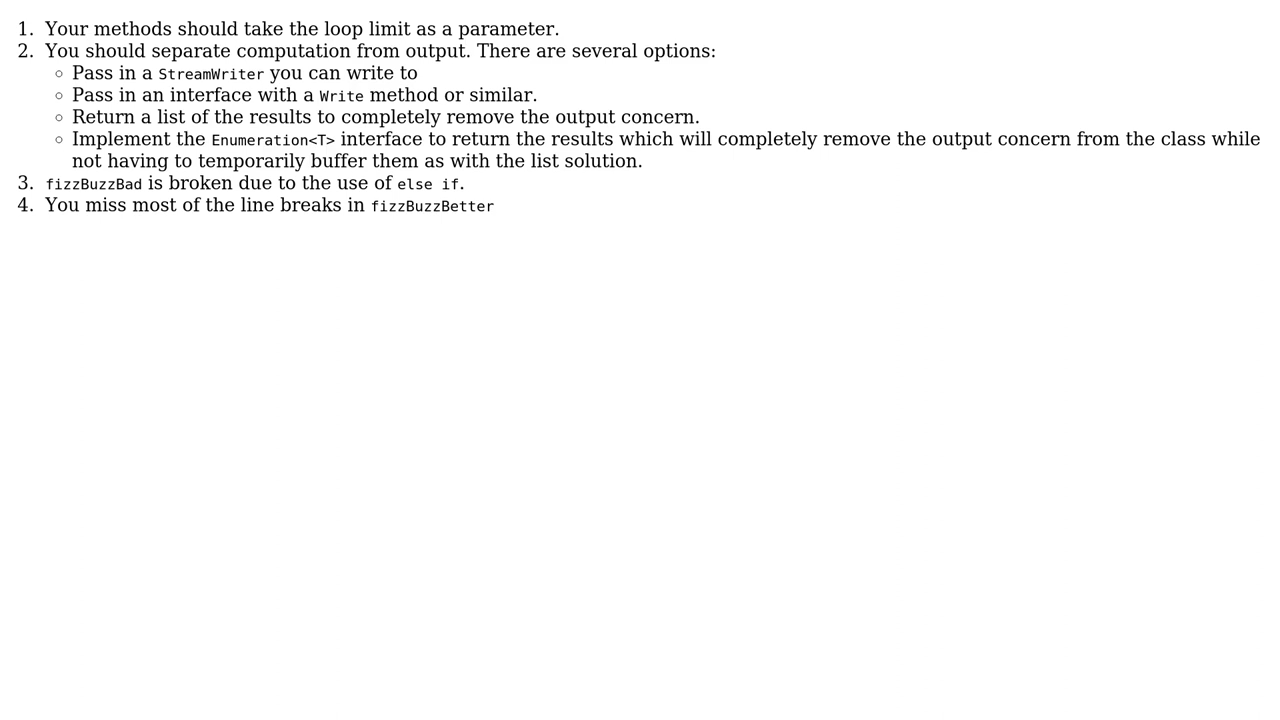 1. Your methods should take the loop limit as a parameter.
2. You should separate computation from output. There are several options:
◦ Pass in a StreamWriter you can write to
◦ Pass in an interface with a Write method or similar.
◦ Return a list of the results to completely remove the output concern.
◦ Implement the Enumeration<T> interface to return the results which will completely remove the output concern from the class while
not having to temporarily buffer them as with the list solution.
3. fizzBuzzBad is broken due to the use of else if.
4. You miss most of the line breaks in fizzBuzzBetter